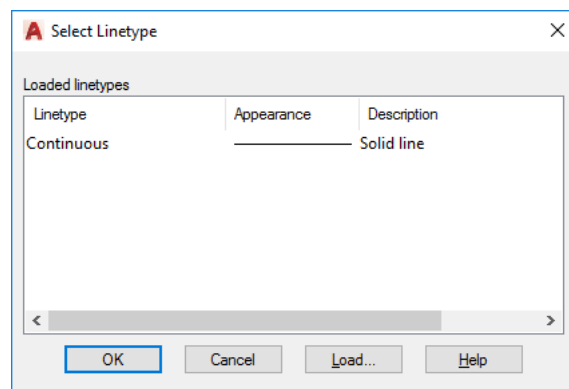 Select Linetype
Loaded linetypes
Linetype Appearance Description
Continuous Solid line
OK Cancel Load... Help